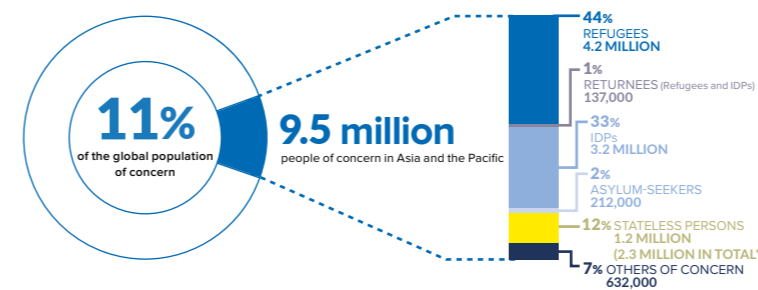 11%
of the global population
of concern
9.5 million
people of concern in Asia and the Pacific
44%
REFUGEES
4.2 MILLION
1%
RETURNEES (Refugees and IDPs)
137,000
33%
IDPs
3.2 MILLION
2%
ASYLUM-SEEKERS
212,000
12% STATELESS PERSONS
1.2 MILLION
(2.3 MILLION IN TOTAL
7% OTHERS OF CONCERN
632,000